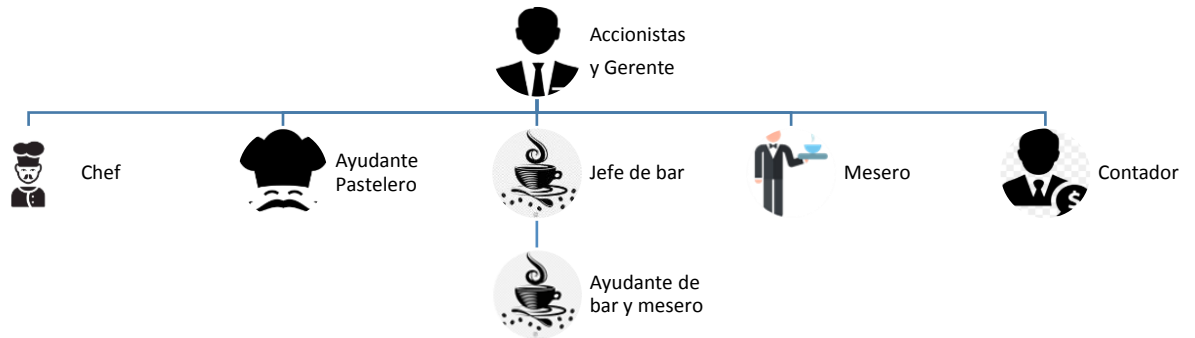 Accionistas
y Gerente
Chef
Ayudante
Pastelero
Jefe de bar
Mesero
Contador
$
Ayudante de
bar y mesero